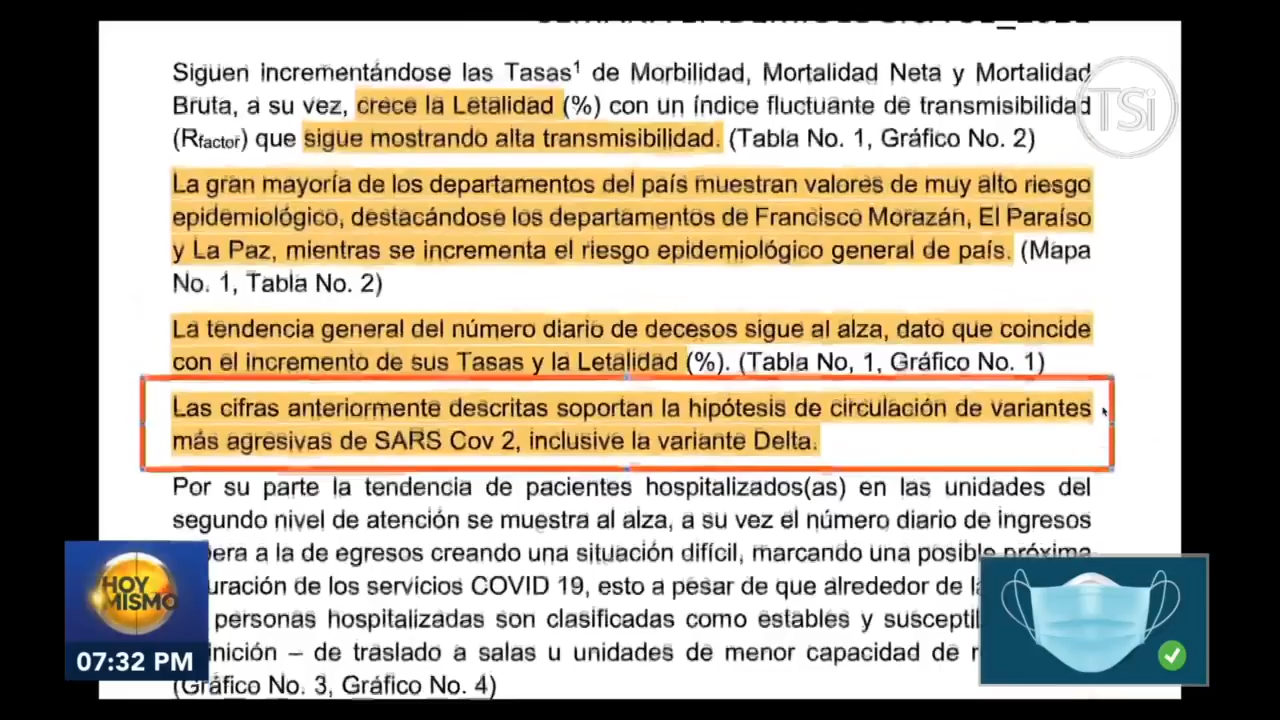 Siguen incrementándose las Tasas¹ de Morbilidad, Mortalidad Neta y Mortalidad
Bruta, a su vez, crece la Letalidad (%) con un índice fluctuante de transmisibilidad
(Rfactor) que sigue mostrando alta transmisibilidad. (Tabla No. 1, Gráfico No. 2)
TSi
La gran mayoría de los departamentos del país muestran valores de muy alto riesgo
epidemiológico, destacándose los departamentos de Francisco Morazán, El Paraíso
y La Paz, mientras se incrementa el riesgo epidemiológico general de país. (Mapa
No. 1, Tabla No. 2)
La tendencia general del número diario de decesos sigue al alza, dato que coincide
con el incremento de sus Tasas y la Letalidad (%). (Tabla No, 1, Gráfico No. 1)
Las cifras anteriormente descritas soportan la hipótesis de circulación de variantes
más agresivas de SARS Cov 2, inclusive la variante Delta.
Por su parte la tendencia de pacientes hospitalizados(as) en las unidades del
segundo nivel de atención se muestra al alza, a su vez el número diario de ingresos
a la de egresos creando una situación difícil, marcando una posible próxima
de los servicios COVID 19, esto a pesar de que alrededor de
personas hospitalizadas son clasificadas como estables y
– de traslado a salas u unidades de menor capacidad de
(Gráfico No. 3, Gráfico No. 4)
HOY
MISMO
07:32 PM